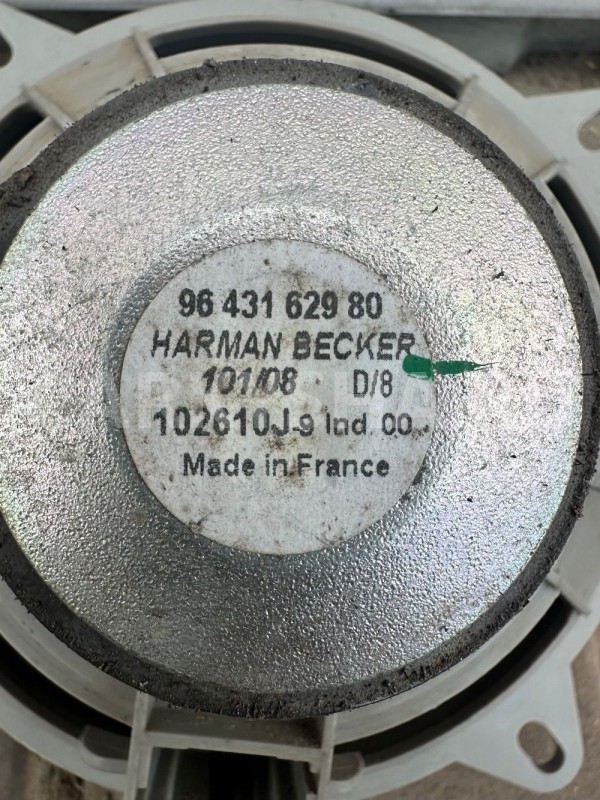 96 431 629 80
HARMAN BECKER
101/08 D/8
102610J-9 Ind. 00
Made in France